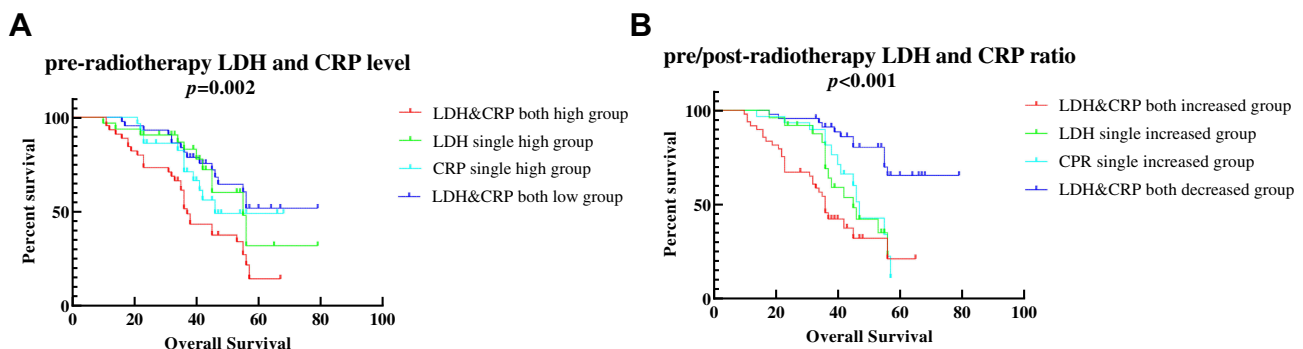 A
pre-radiotherapy LDH and CRP level
p=0.002
Percent survival
100
50
0
0 20 40 60 80 100
Overall Survival
LDH&CRP both high group
LDH single high group
CRP single high group
LDH&CRP both low group
B
pre/post-radiotherapy LDH and CRP ratio
p<0.001
Percent survival
100
50
0
0 20 40 60 80 100
Overall Survival
LDH&CRP both increased group
LDH single increased group
CPR single increased group
LDH&CRP both decreased group